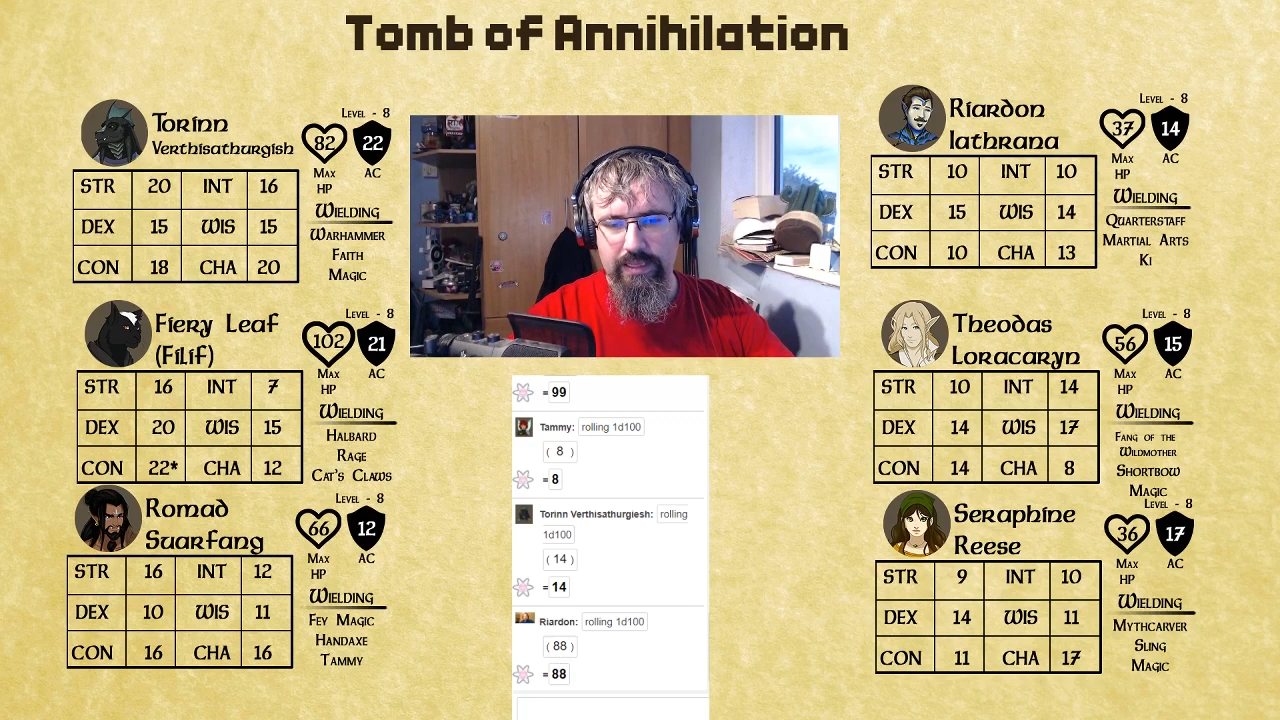 Tomb of Annihilation
Torinn
Verthisathurgish
Level - 8
82
22
Max HP
AC
STR 20 INT 16
DEX 15 WIS 15
CON 18 CHA 20
Wielding
Warhammer
Faith
Magic
Fiery Leaf
(Filif)
Level - 8
102
21
Max HP
AC
STR 16 INT 7
DEX 20 WIS 15
CON 22* CHA 12
Wielding
Halbard
Rage
Cat's Claws
Romad
Suarfang
Level - 8
66
12
Max HP
AC
STR 16 INT 12
DEX 10 WIS 11
CON 16 CHA 16
Wielding
Fey Magic
Handaxe
Tammy
= 99
Tammy: rolling 1d100
( 8 )
= 8
Torinn Verthisathurgiesh: rolling
1d100
( 14 )
= 14
Riardon: rolling 1d100
( 88 )
= 88
Riardon
Iathrana
Level - 8
37
14
Max HP
AC
STR 10 INT 10
DEX 15 WIS 14
CON 10 CHA 13
Wielding
Quarterstaff
Martial Arts
Ki
Theodas
Loracaryn
Level - 8
56
15
Max HP
AC
STR 10 INT 14
DEX 14 WIS 17
CON 14 CHA 8
Wielding
Fang of the
Wildmother
Shortbow
Magic
Seraphine
Reese
Level - 8
36
17
Max HP
AC
STR 9 INT 10
DEX 14 WIS 11
CON 11 CHA 17
Wielding
Mythcarver
Sling
Magic